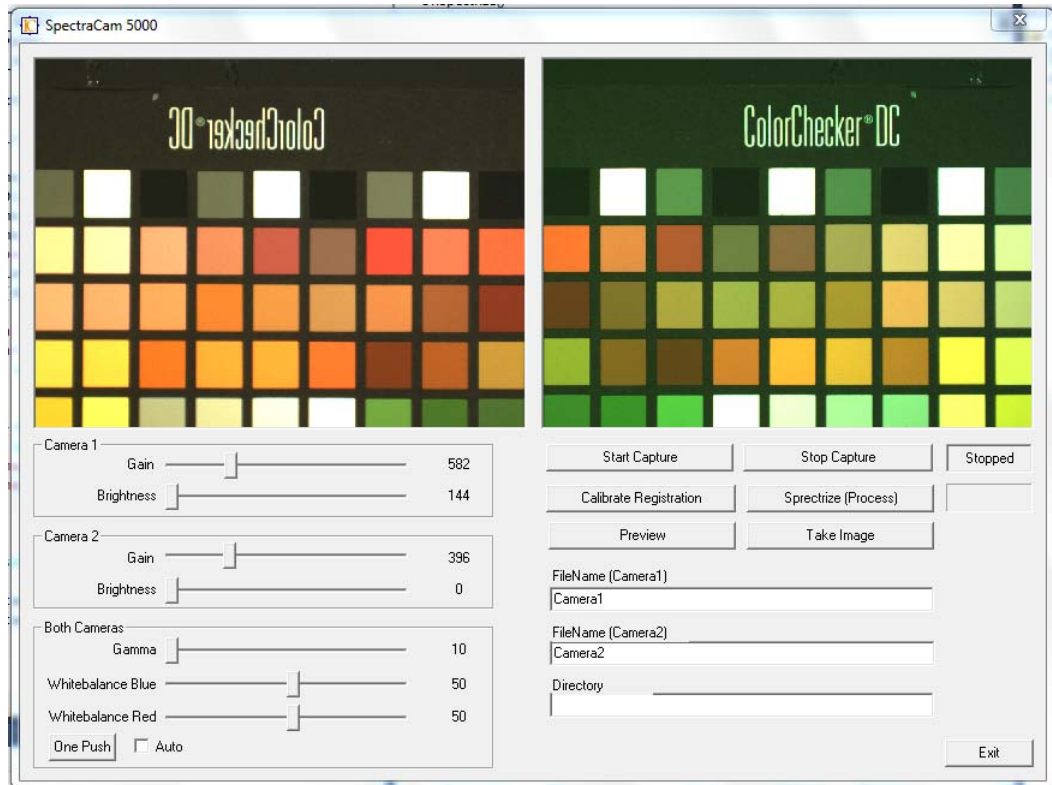 SpectraCam 5000
ColorChecker® DC
ColorChecker® DC
Camera 1
Gain 582
Brightness 144
Camera 2
Gain 396
Brightness 0
Both Cameras
Gamma 10
Whitebalance Blue 50
Whitebalance Red 50
One Push Auto
Start Capture Stop Capture Stopped
Calibrate Registration Sprectrize (Process)
Preview Take Image
FileName (Camera1)
Camera1
FileName (Camera2)
Camera2
Directory
Exit